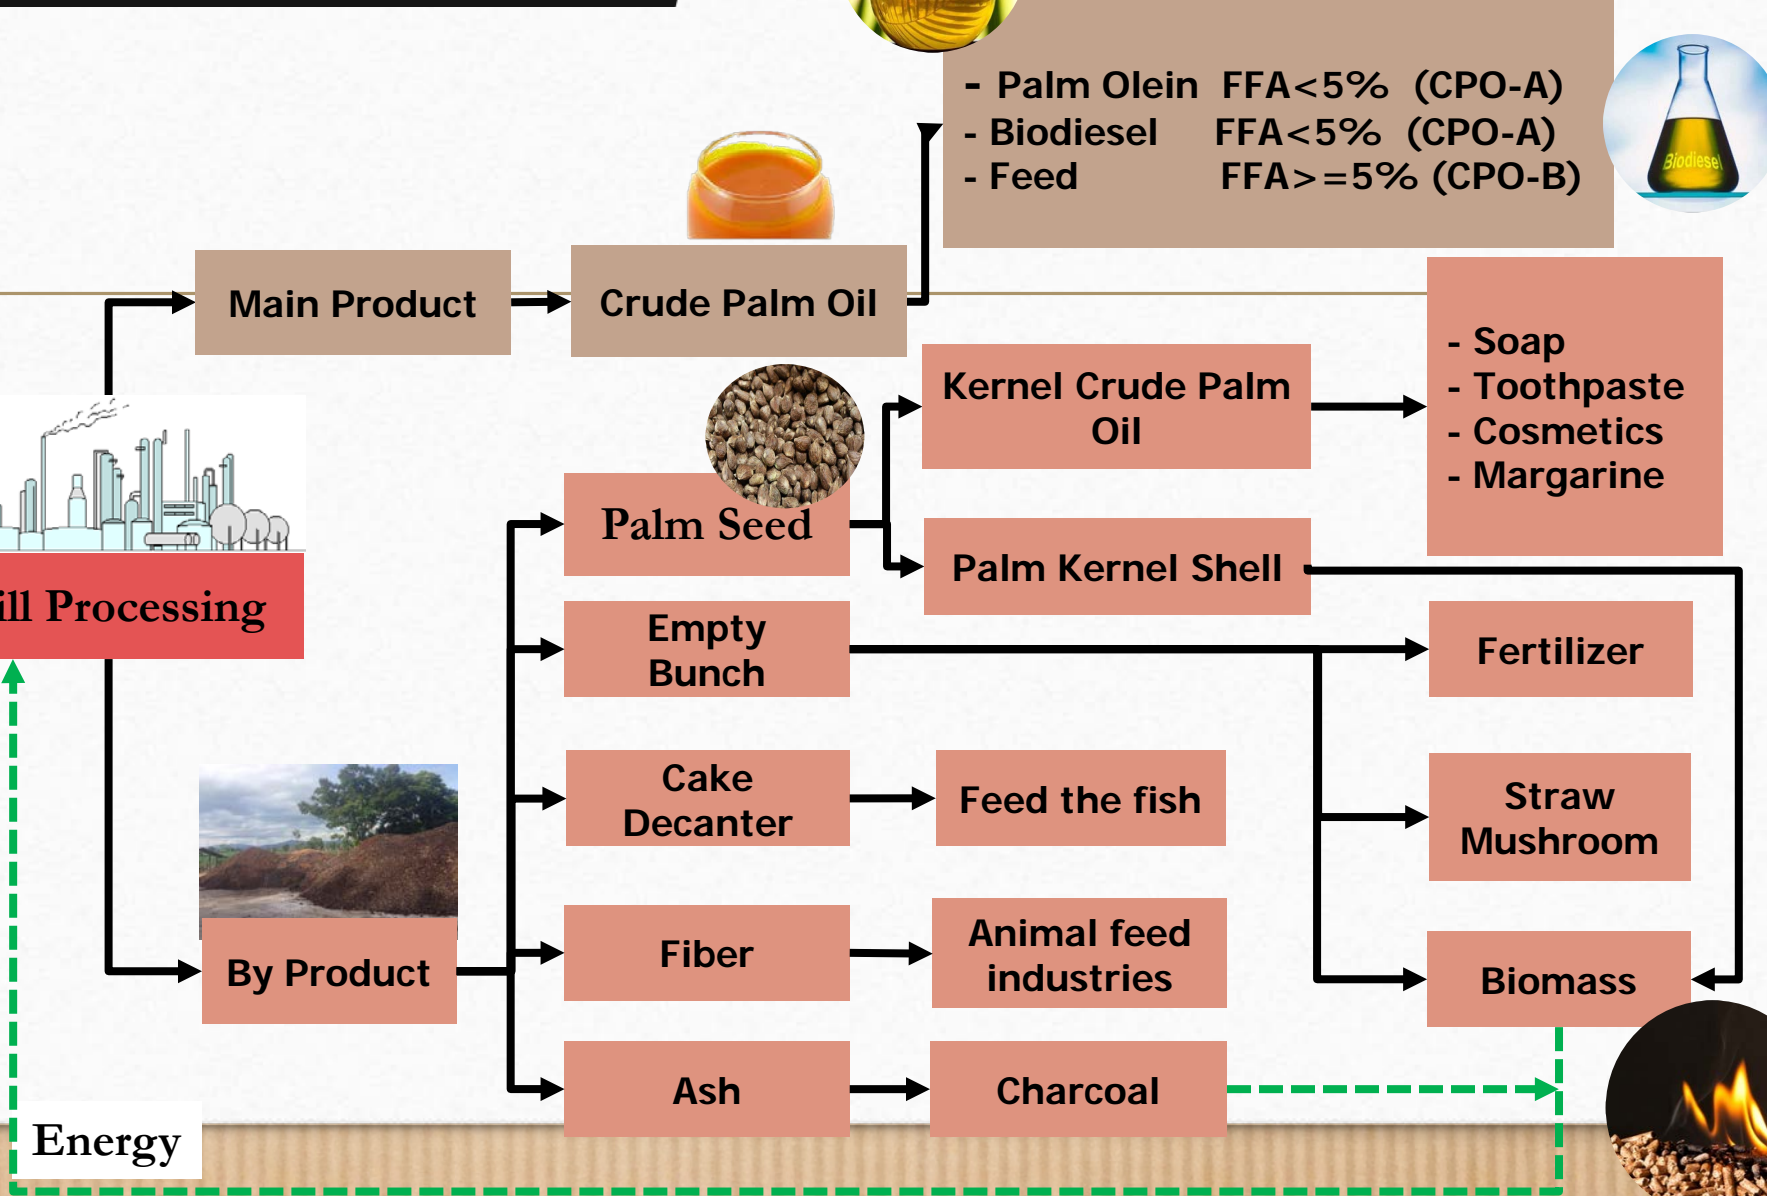 - Palm Olein FFA<5% (CPO-A)
- Biodiesel FFA<5% (CPO-A)
- Feed FFA>=5% (CPO-B)
Biodiesel
Main Product
Crude Palm Oil
Kernel Crude Palm
Oil
- Soap
- Toothpaste
- Cosmetics
- Margarine
Palm Seed
Palm Kernel Shell
ill Processing
Empty
Bunch
Fertilizer
Cake
Decanter
Feed the fish
Straw
Mushroom
By Product
Fiber
Animal feed
industries
Biomass
Ash
Charcoal
Energy